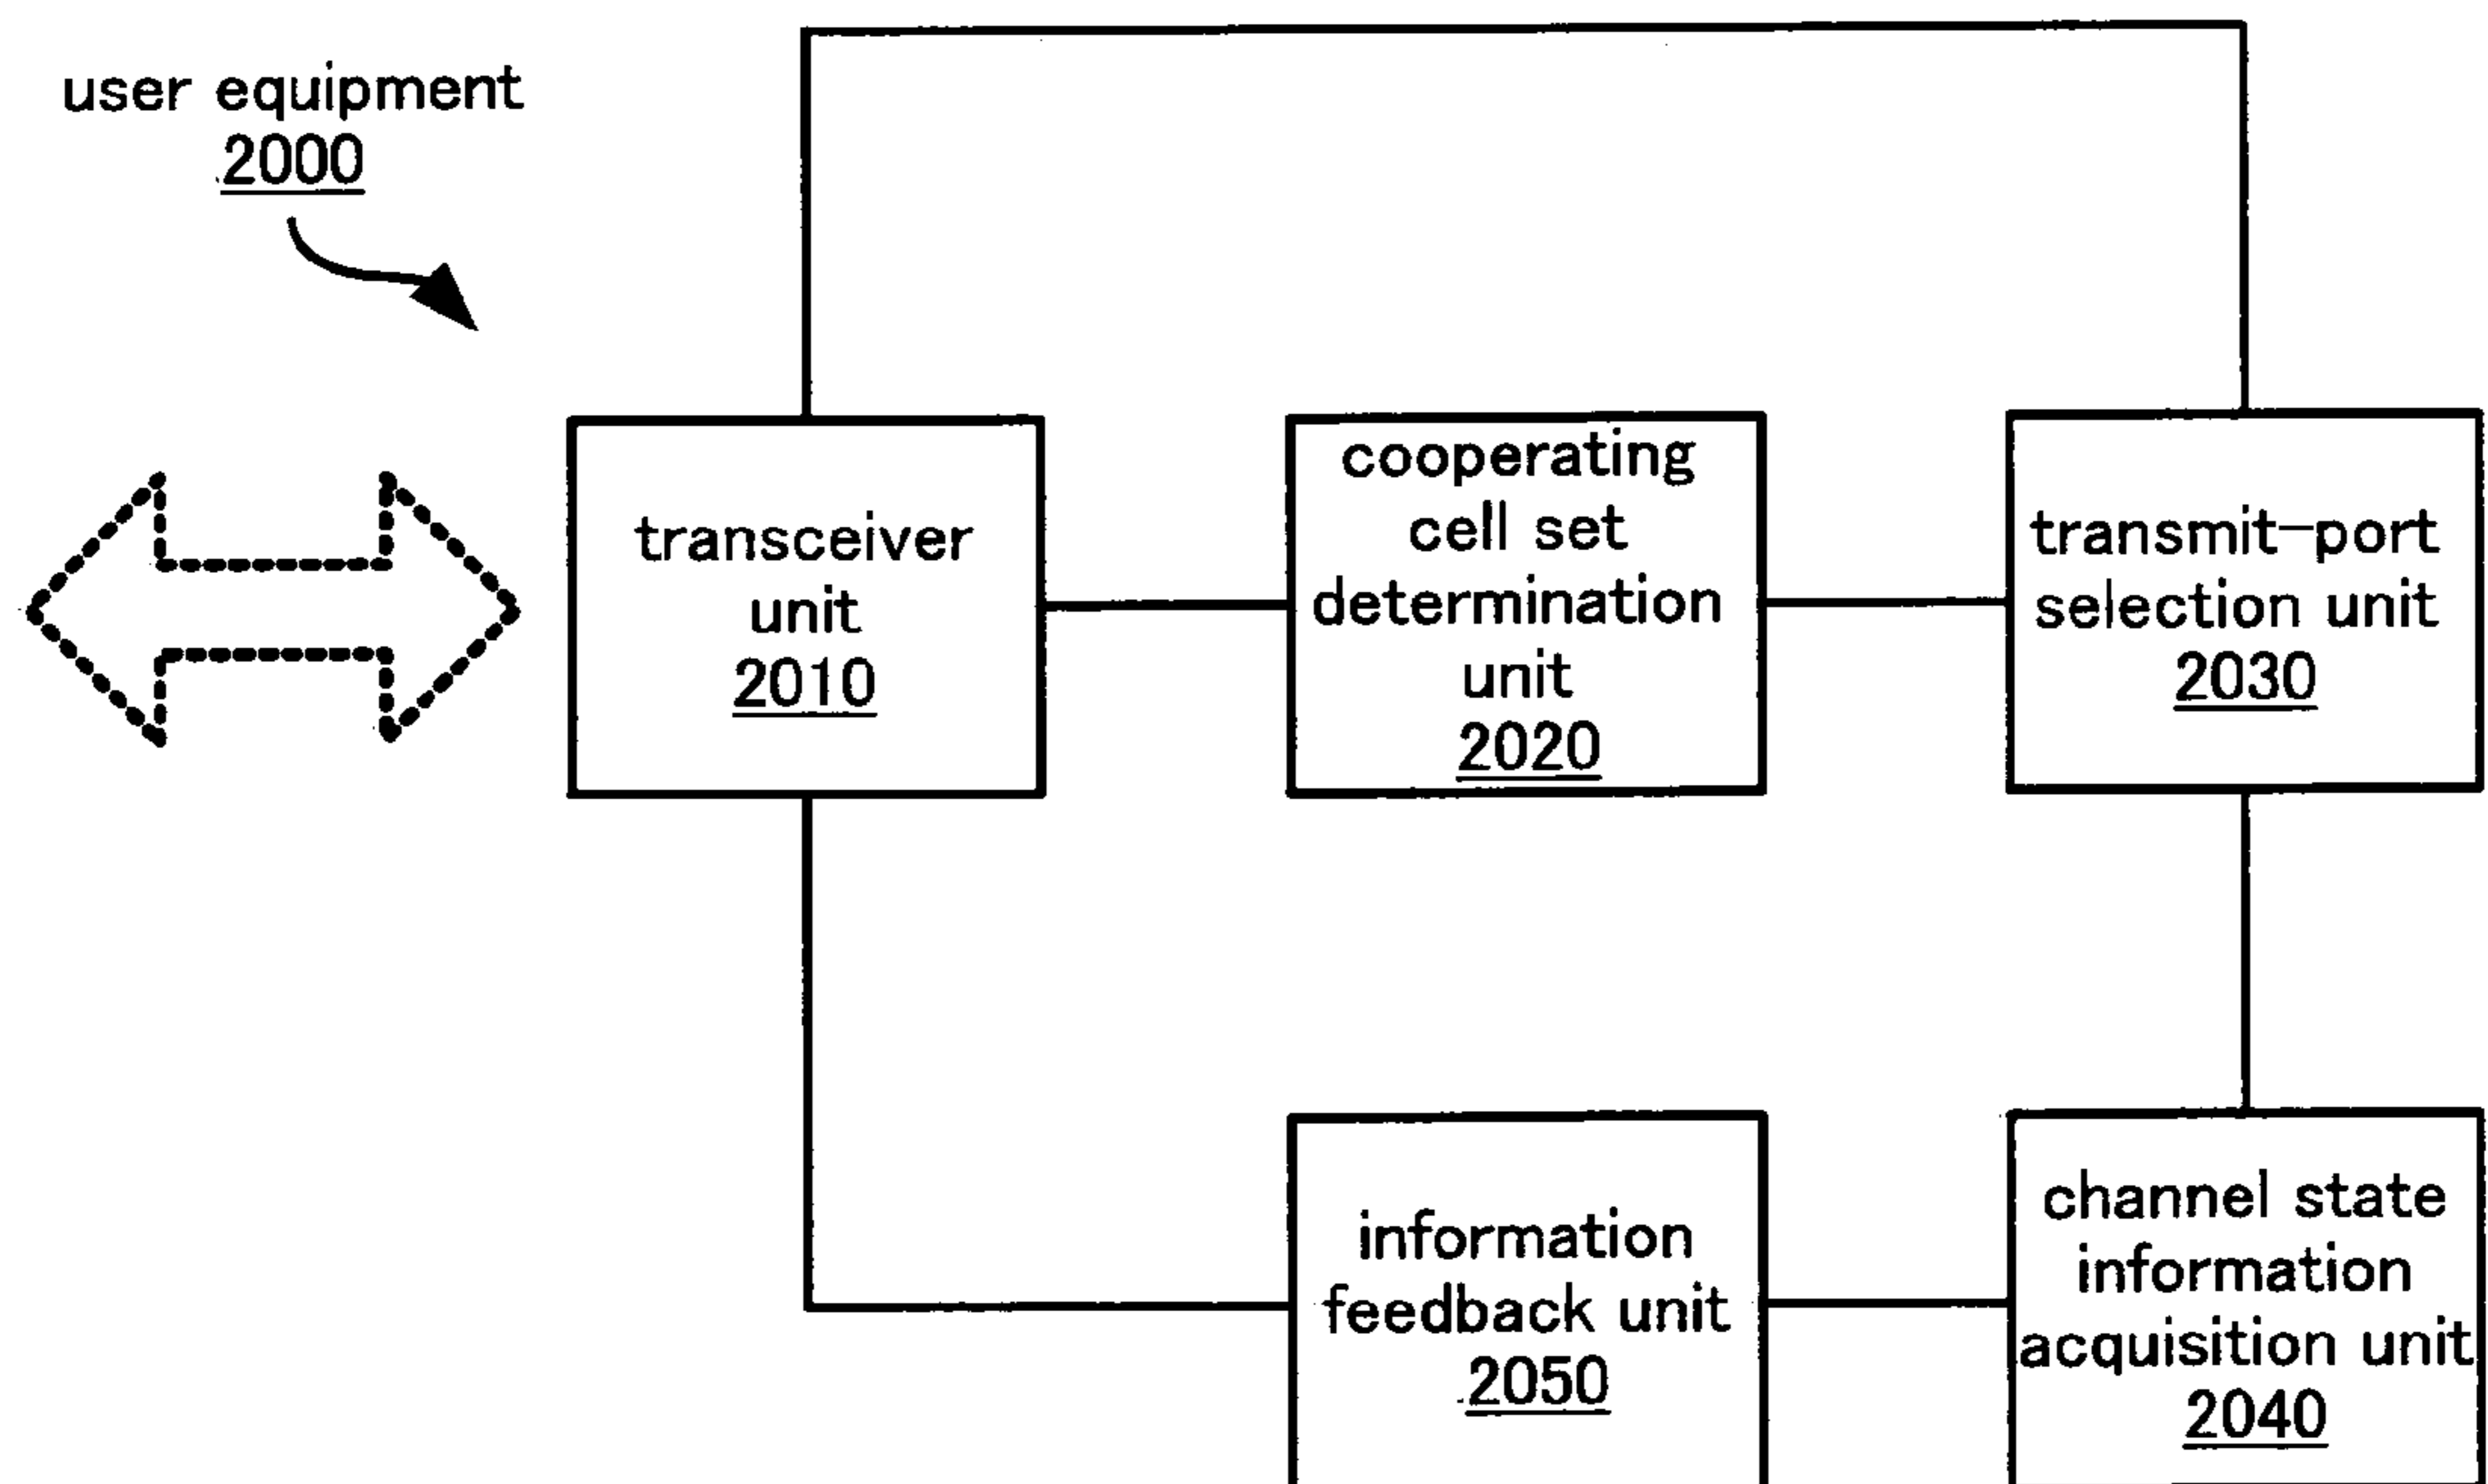 user equipment
2000
transceiver
unit
2010
cooperating
cell set
determination
unit
2020
transmit-port
selection unit
2030
information
feedback unit
2050
channel state
information
acquisition unit
2040